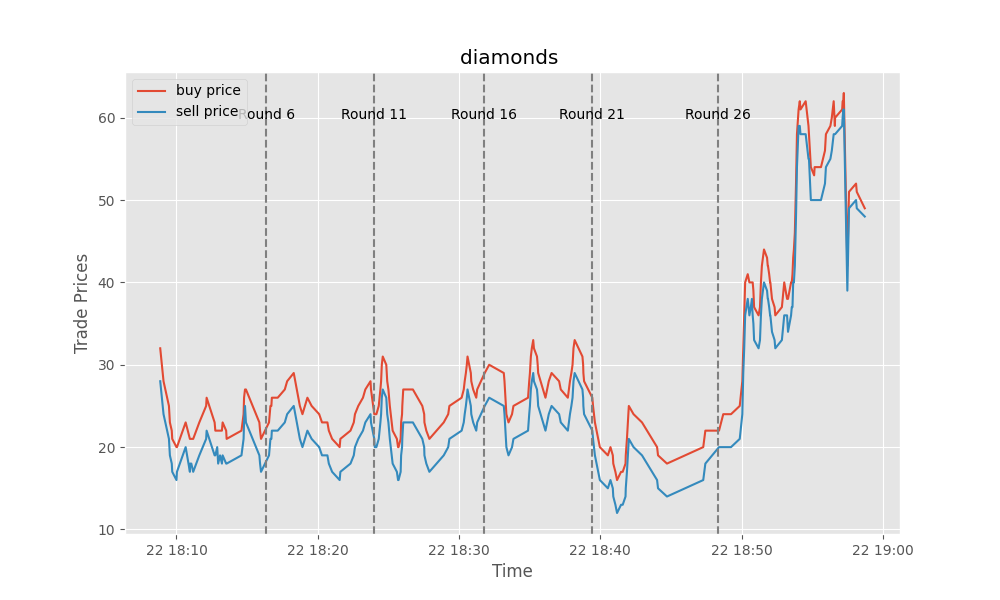 diamonds
buy price
sell price
Round 6
Round 11
Round 16
Round 21
Round 26
60
50
40
30
20
10
Trade Prices
22 18:10
22 18:20
22 18:30
22 18:40
22 18:50
22 19:00
Time